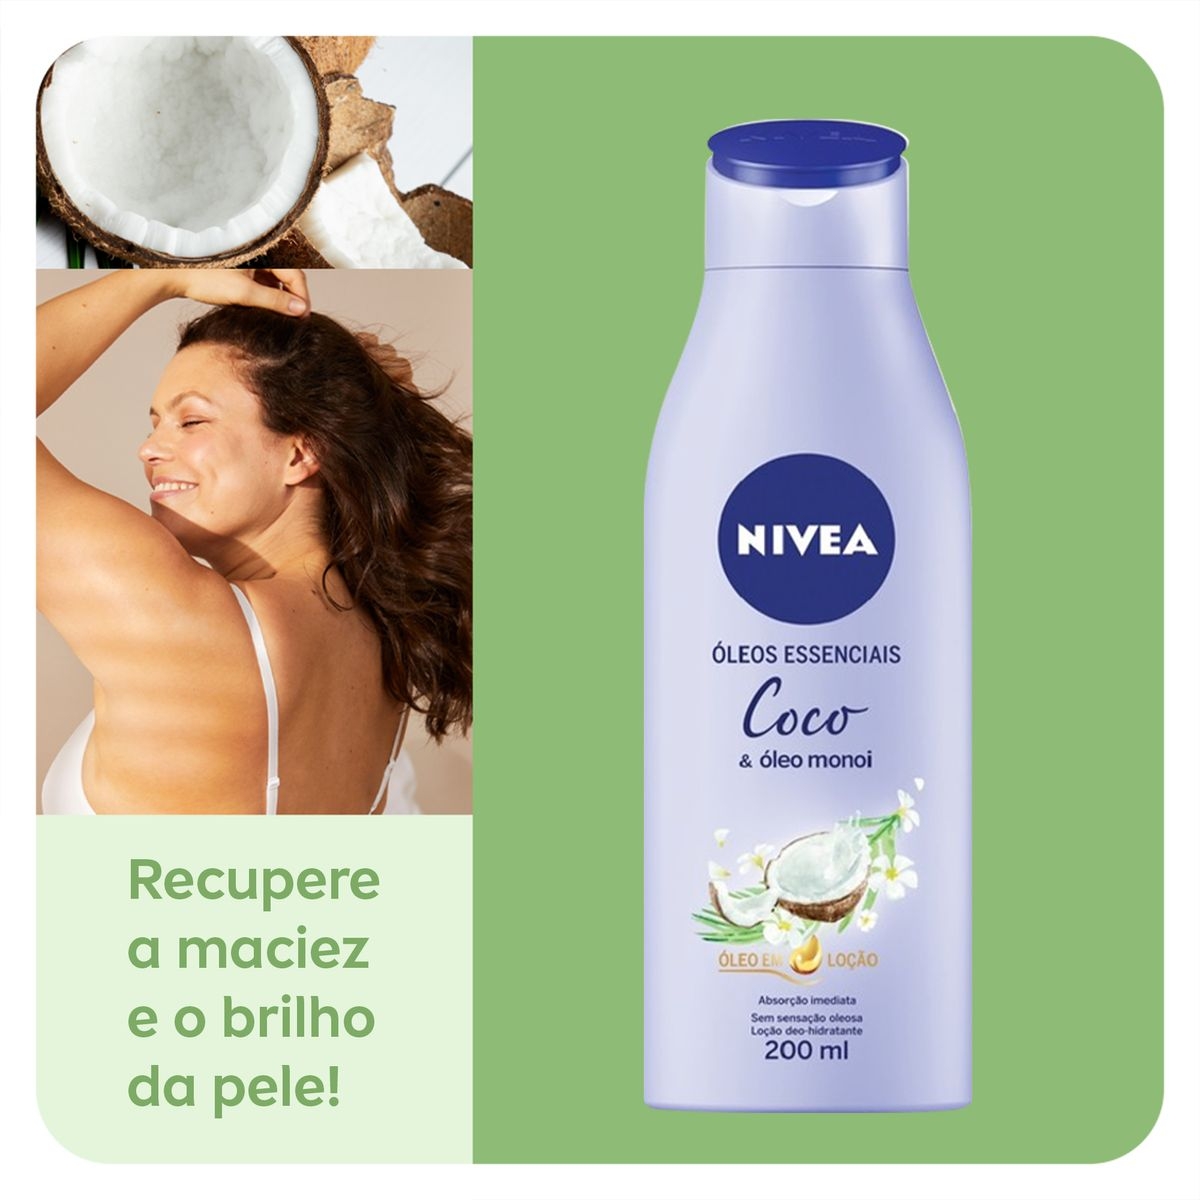 NIVEA
ÓLEOS ESSENCIAIS
Coco
& óleo monoi
ÓLEO EM LOÇÃO
Absorção imediata
Sem sensação oleosa
Loção deo-hidratante
200 ml
Recupere
a maciez
e o brilho
da pele!